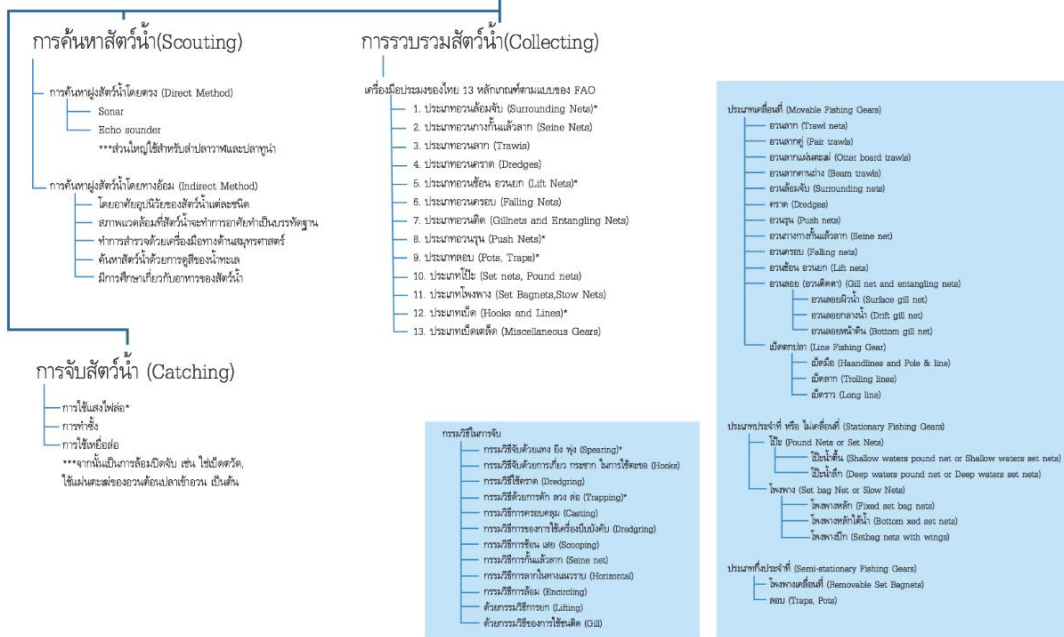 การค้นหาสัตว์น้ำ(Scouting)
การค้นหาฝูงสัตว์น้ำโดยตรง (Direct Method)
Sonar
Echo sounder
***ส่วนใหญ่ใช้สำหรับล่าปลาวาฬและปลาทูน่า
การค้นหาฝูงสัตว์น้ำโดยทางอ้อม (Indirect Method)
โดยอาศัยอุปนิวัยของสัตว์น้ำแต่ละชนิด
สภาพแวดล้อมที่สัตว์น้ำจะทำการอาศัยทำเป็นบรรทัดฐาน
ทำการสำรวจด้วยเครื่องมือทางด้านสมุทรศาสตร์
ค้นหาสัตว์น้ำด้วยการดูสีของน้ำทะเล
มีการศึกษาเกี่ยวกับอาหารของสัตว์น้ำ
การรวบรวมสัตว์น้ำ(Collecting)
เครื่องมือประมงของไทย 13 หลักเกณฑ์ตามแบบของ FAO
1. ประเภทอวนล้อมจับ (Surrounding Nets)*
2. ประเภทอวนกางกั้นแล้วลาก (Seine Nets)
3. ประเภทอวนลาก (Trawis)
4. ประเภทอวนคราด (Dredges)
5. ประเภทอวนช้อน อวนยก (Lift Nets)*
6. ประเภทอวนครอบ (Falling Nets)
7. ประเภทอวนติด (Gillnets and Entangling Nets)
8. ประเภทอวนรุน (Push Nets)*
9. ประเภทลอบ (Pots, Traps)*
10. ประเภทโป๊ะ (Set nets, Pound nets)
11. ประเภทโพงพาง (Set Bagnets,Stow Nets)
12. ประเภทเบ็ด (Hooks and Lines)*
13. ประเภทเบ็ดเตล็ด (Miscellaneous Gears)
การจับสัตว์น้ำ (Catching)
การใช้แสงไฟล่อ*
การทำซั้ง
การใช้เหยื่อล่อ
***จากนั้นเป็นการล้อมปิดจับ เช่น ใช่เบ็ดตวัด,
ใช้แผ่นตะเฆ่ของอวนต้อนปลาเข้าอวน เป็นต้น
กรรมวิธีในการจับ
กรรมวิธีจับด้วยแทง ยิง พุ่ง (Spearing)*
กรรมวิธีจับด้วยการเกี่ยว กระชาก ในการใช้ตะขอ (Hooks)
กรรมวิธีใช้คราด (Dredgring)
กรรมวิธีด้วยการดัก ลวง ล่อ (Trapping)*
กรรมวิธีการครอบคลุม (Casting)
กรรมวิธีการของการใช้เครื่องบีบบังคับ (Dredgring)
กรรมวิธีการช้อน เสย (Scooping)
กรรมวิธีการกั้นแล้วลาก (Seine net)
กรรมวิธีการลากในทางแนวราบ (Horizontal)
กรรมวิธีการล้อม (Encircling)
ด้วยกรรมวิธีการยก (Lifting)
ด้วยกรรมวิธีของการใช้ชนติด (Gill)
ประเภทเคลื่อนที่ (Movable Fishing Gears)
อวนลาก (Trawl nets)
อวนลากคู่ (Pair trawls)
อวนลากแผ่นตะเฆ่ (Otter board trawls)
อวนลากคานถ่าง (Beam trawls)
อวนล้อมจับ (Surrounding nets)
คราด (Dredges)
อวนรุน (Push nets)
อวนกางกางกั้นแล้วลาก (Seine net)
อวนครอบ (Falling nets)
อวนช้อน อวนยก (Lift nets)
อวนลอย (อวนติดตา) (Gill net and entangling nets)
อวนลอยผิวน้ำ (Surface gill net)
อวนลอยกลางน้ำ (Drift gill net)
อวนลอยหน้าดิน (Bottom gill net)
เบ็ดตกปลา (Line Fishing Gear)
เบ็ดมือ (Haandlines and Pole & line)
เบ็ดลาก (Trolling lines)
เบ็ดราว (Long line)
ประเภทประจำที่ หรือ ไม่เคลื่อนที่ (Stationary Fishing Gears)
โป๊ะ (Pound Nets or Set Nets)
โป๊ะน้ำตื้น (Shallow waters pound net or Shallow waters set nets)
โป๊ะน้ำลึก (Deep waters pound net or Deep waters set nets)
โพงพาง (Set bag Net or Slow Nets)
โพงพางหลัก (Fixed set bag nets)
โพงพางหลักใต้น้ำ (Bottom xed set nets)
โพงพางปีก (Setbag nets with wings)
ประเภทกึ่งประจำที่ (Semi-stationary Fishing Gears)
โพงพางเคลื่อนที่ (Removable Set Bagnets)
ลอบ (Traps, Pots)